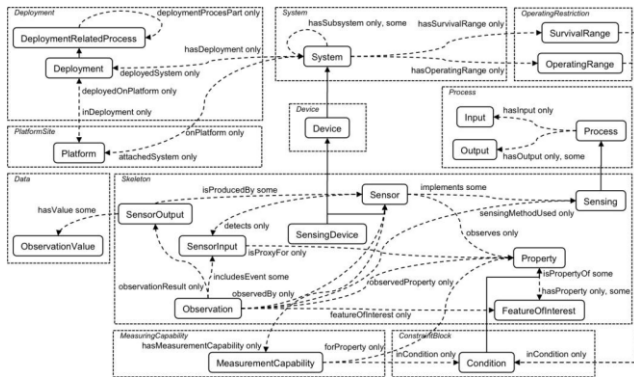 Deployment
deploymentProcesPart only
DeploymentRelatedProcess
Deployment
hasDeployment only
deployedSystem only
deployedOnPlatform only
inDeployment only
System
hasSubsystem only, some
System
hasSurvivalRange only
hasOperatingRange only
OperatingRestriction
SurvivalRange
OperatingRange
Process
hasInput only
Input
Process
Output
hasOutput only, some
Device
Device
PlatformSite
onPlatform only
Platform
attachedSystem only
Data
hasValue some
ObservationValue
Skeleton
isProducedBy some
Sensor
implements some
SensorOutput
Sensing
sensingMethodUsed only
detects only
SensingDevice
observes only
SensorInput
isProxyFor only
Property
isPropertyOf some
includesEvent some
observationResult only
observedBy only
observedProperty only
hasProperty only, some
Observation
featureOfInterest only
FeatureOfInterest
MeasuringCapability
hasMeasurementCapability only
forProperty only
MeasurementCapability
ConstraintBlock
inCondition only
Condition
inCondition only